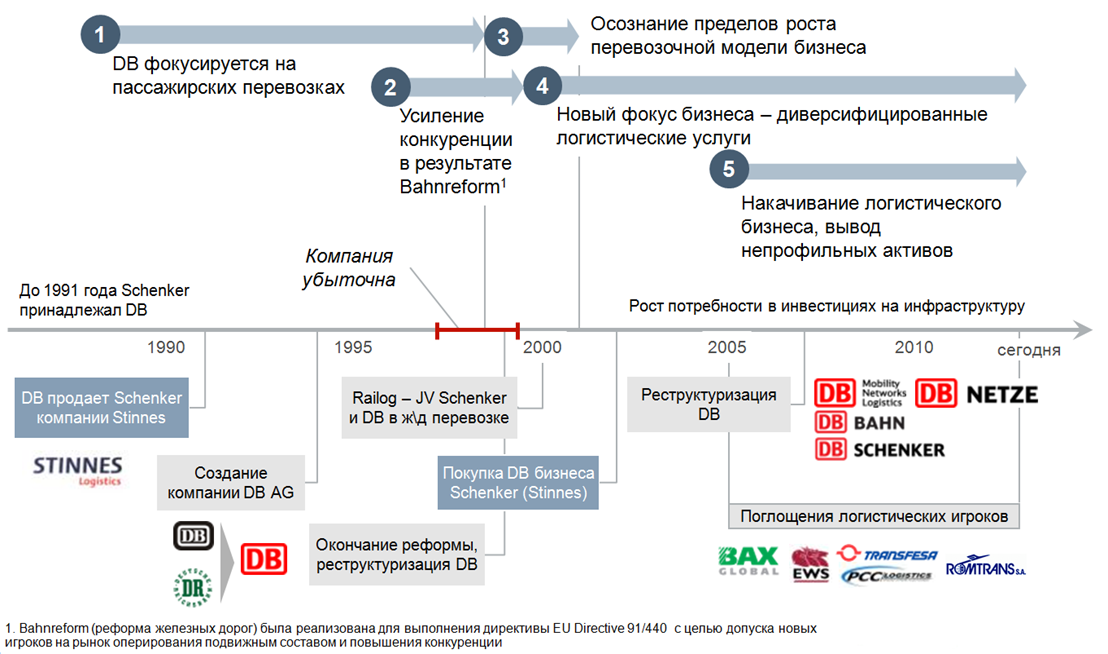 1
DB фокусируется на
пассажирских перевозках
3
Осознание пределов роста
перевозочной модели бизнеса
2
Усиление
конкуренции
в результате
Bahnreform1
4
Новый фокус бизнеса – диверсифицированные
логистические услуги
5
Накачивание логистического
бизнеса, вывод
непрофильных активов
Компания
убыточна
До 1991 года Schenker
принадлежал DB
Рост потребности в инвестициях на инфраструктуру
1990
1995
2000
2005
2010
сегодня
DB продает Schenker
компании Stinnes
STINNES
Logistics
Создание
компании DB AG
DB
DEUTSCHE
DR
REICHSBAHN
DB
Railog – JV Schenker
и DB в ж\д перевозке
Покупка DB бизнеса
Schenker (Stinnes)
Окончание реформы,
реструктуризация DB
Реструктуризация
DB
DB Mobility
Networks
Logistics
DB NETZE
DB BAHN
DB SCHENKER
Поглощения логистических игроков
BAX
GLOBAL
EWS
TRANSFESA
PCC LOGISTICS
ROMTRANS S.A.
1. Bahnreform (реформа железных дорог) была реализована для выполнения директивы EU Directive 91/440 с целью допуска новых
игроков на рынок оперирования подвижным составом и повышения конкуренции